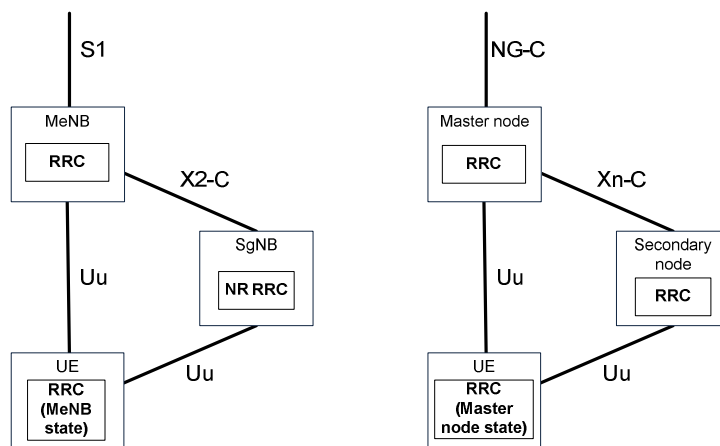 S1
MeNB
RRC
X2-C
SgNB
NR RRC
Uu
Uu
UE
RRC
(MeNB
state)
NG-C
Master node
RRC
Xn-C
Secondary
node
RRC
Uu
Uu
UE
RRC
(Master
node state)